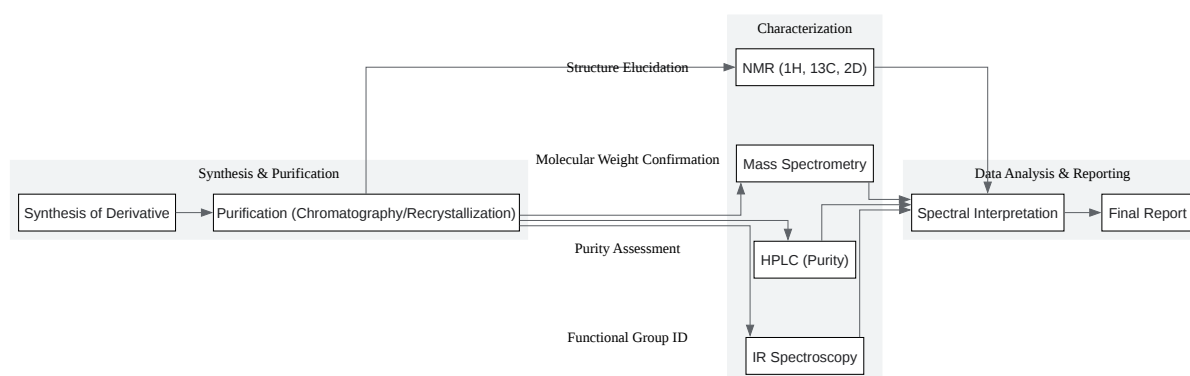 Characterization
Structure Elucidation
NMR (1H, 13C, 2D)
Molecular Weight Confirmation
Mass Spectrometry
Synthesis & Purification
Data Analysis & Reporting
Synthesis of Derivative
Purification (Chromatography/Recrystallization)
Spectral Interpretation
Final Report
Purity Assessment
HPLC (Purity)
Functional Group ID
IR Spectroscopy